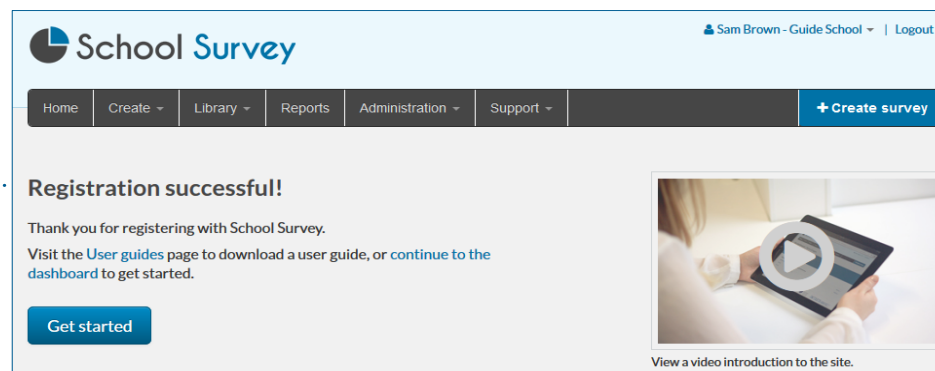 School Survey
Sam Brown - Guide School | Logout
Home Create Library Reports Administration Support + Create survey
Registration successful!
Thank you for registering with School Survey.
Visit the User guides page to download a user guide, or continue to the
dashboard to get started.
Get started
View a video introduction to the site.